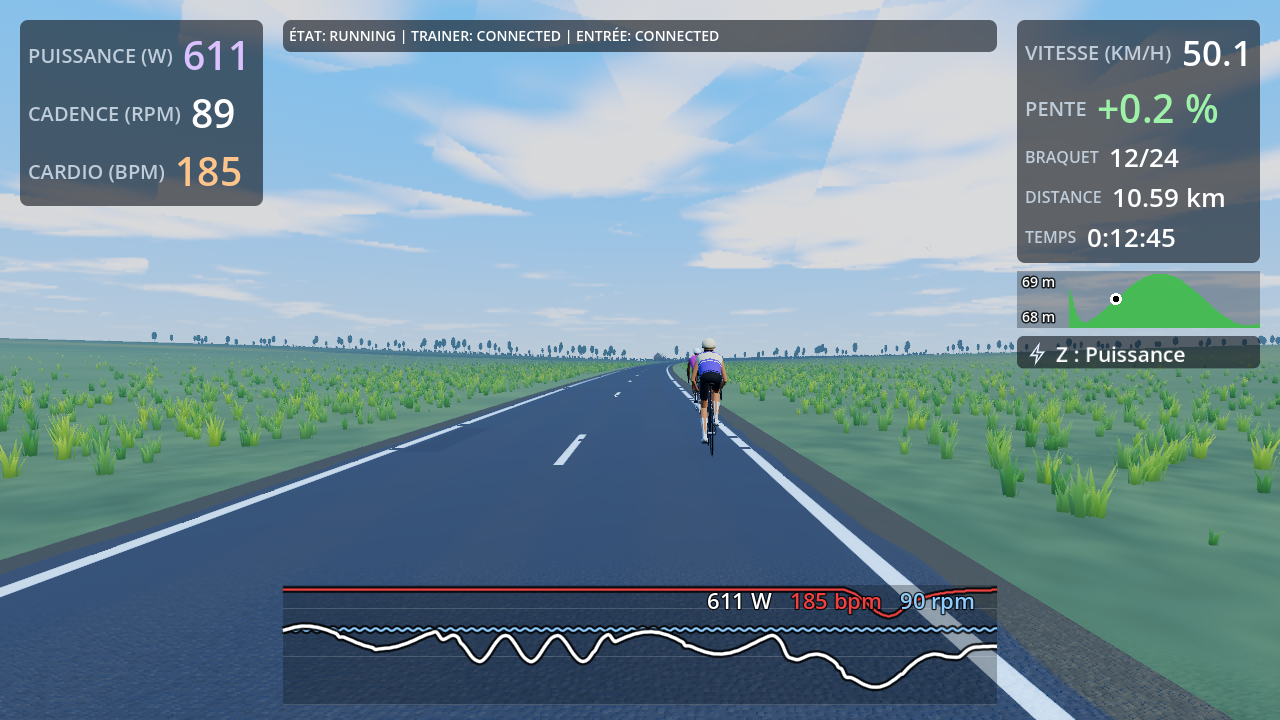 PUISSANCE (W) 611
CADENCE (RPM) 89
CARDIO (BPM) 185
ÉTAT: RUNNING | TRAINER: CONNECTED | ENTRÉE: CONNECTED
VITESSE (KM/H) 50.1
PENTE +0.2 %
BRAQUET 12/24
DISTANCE 10.59 km
TEMPS 0:12:45
69 m
68 m
Z : Puissance
611 W 185 bpm 90 rpm